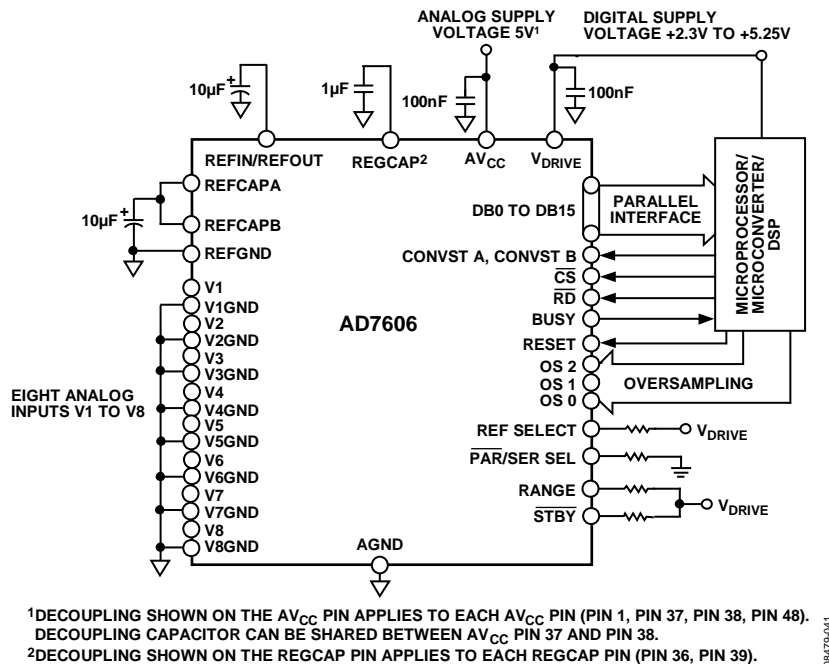 ANALOG SUPPLY
VOLTAGE 5V¹
DIGITAL SUPPLY
VOLTAGE +2.3V TO +5.25V
10µF
+
1µF
100nF
100nF
REFIN/REFOUT
REGCAP²
AVCC
VDRIVE
REFCAPA
10µF
+
REFCAPB
REFGND
DB0 TO DB15
PARALLEL
INTERFACE
MICROPROCESSOR/
MICROCONVERTER/
DSP
CONVST A, CONVST B
C̅S̅
R̅D̅
BUSY
RESET
OS 2
OS 1
OS 0
OVERSAMPLING
AD7606
V1
V1GND
V2
V2GND
V3
V3GND
V4
V4GND
V5
V5GND
V6
V6GND
V7
V7GND
V8
V8GND
EIGHT ANALOG
INPUTS V1 TO V8
REF SELECT
VDRIVE
P̅A̅R̅/SER SEL
RANGE
S̅T̅B̅Y̅
VDRIVE
AGND
¹DECOUPLING SHOWN ON THE AVCC PIN APPLIES TO EACH AVCC PIN (PIN 1, PIN 37, PIN 38, PIN 48).
DECOUPLING CAPACITOR CAN BE SHARED BETWEEN AVCC PIN 37 AND PIN 38.
²DECOUPLING SHOWN ON THE REGCAP PIN APPLIES TO EACH REGCAP PIN (PIN 36, PIN 39).